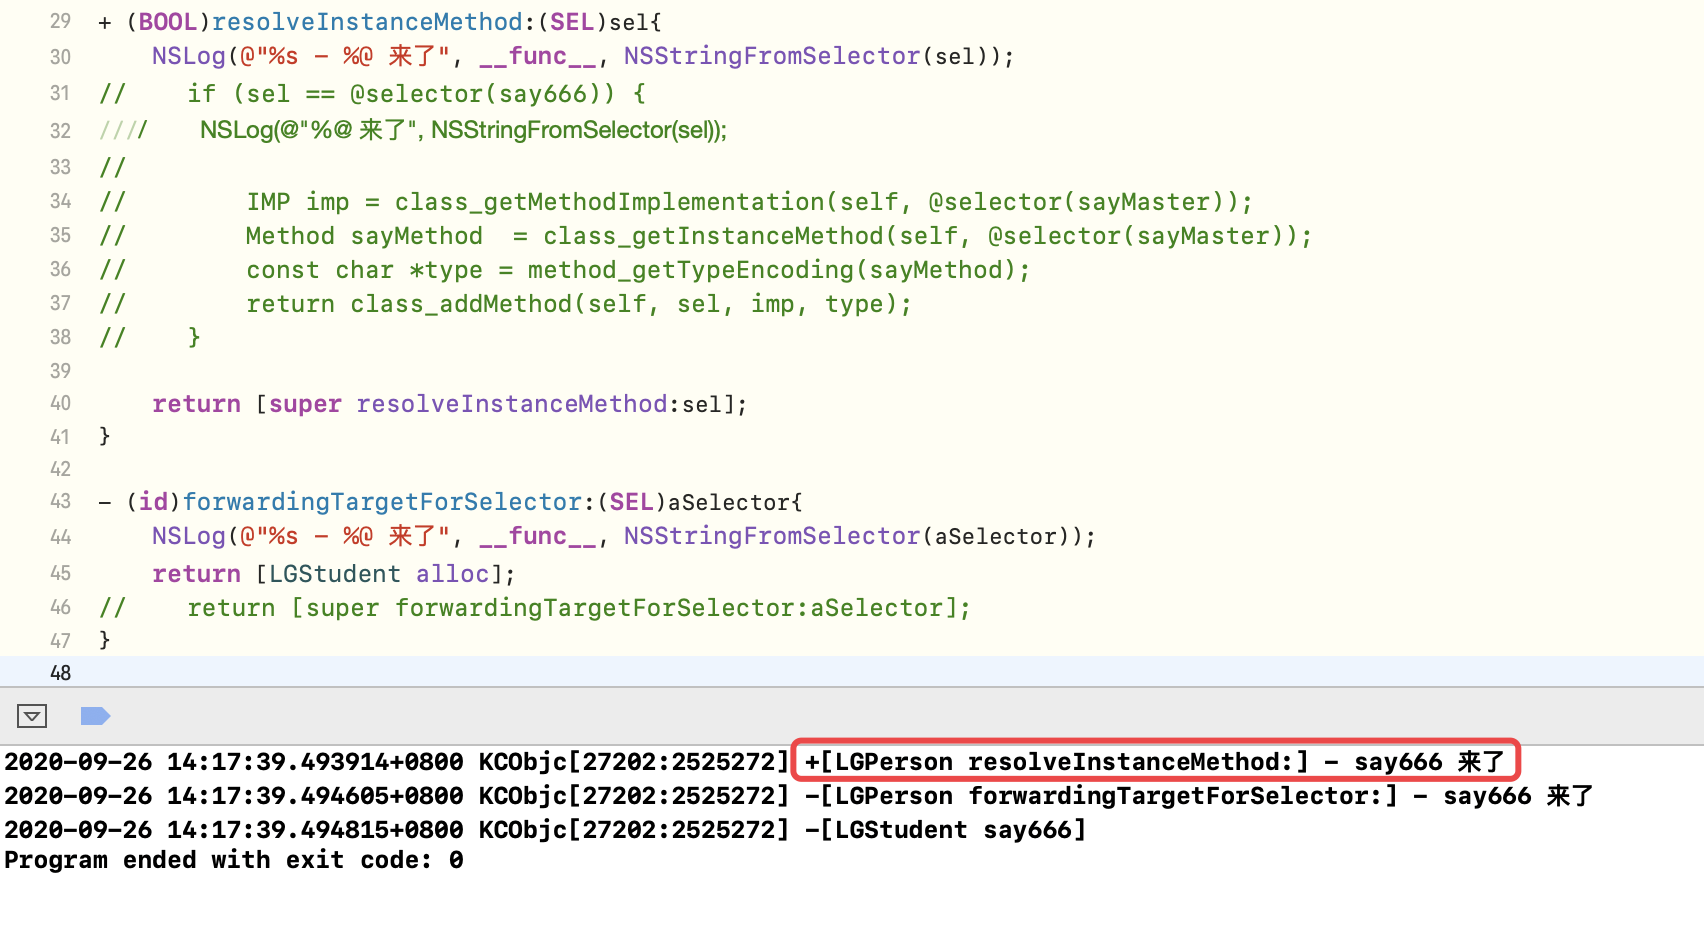 29 + (BOOL)resolveInstanceMethod:(SEL)sel{
30     NSLog(@"%s - %@ 来了", __func__, NSStringFromSelector(sel));
31 //    if (sel == @selector(say666)) {
32 ////        NSLog(@"%@ 来了", NSStringFromSelector(sel));
33 //
34 //        IMP imp = class_getMethodImplementation(self, @selector(sayMaster));
35 //        Method sayMethod  = class_getInstanceMethod(self, @selector(sayMaster));
36 //        const char *type = method_getTypeEncoding(sayMethod);
37 //        return class_addMethod(self, sel, imp, type);
38 //    }
39
40     return [super resolveInstanceMethod:sel];
41 }
42
43 - (id)forwardingTargetForSelector:(SEL)aSelector{
44     NSLog(@"%s - %@ 来了", __func__, NSStringFromSelector(aSelector));
45     return [LGStudent alloc];
46 //    return [super forwardingTargetForSelector:aSelector];
47 }
48
2020-09-26 14:17:39.493914+0800 KCObjc[27202:2525272] +[LGPerson resolveInstanceMethod:] - say666 来了
2020-09-26 14:17:39.494605+0800 KCObjc[27202:2525272] -[LGPerson forwardingTargetForSelector:] - say666 来了
2020-09-26 14:17:39.494815+0800 KCObjc[27202:2525272] -[LGStudent say666]
Program ended with exit code: 0